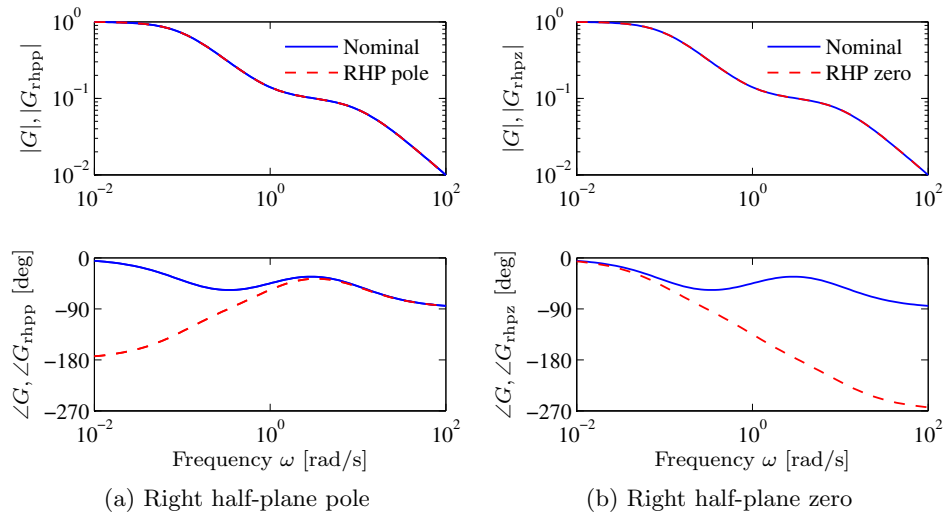 |G|, |G_rhpp|
10^0
10^-1
10^-2
Nominal
RHP pole
10^-2
10^0
10^2
∠G, ∠G_rhpp [deg]
0
−90
−180
−270
10^-2
10^0
10^2
Frequency ω [rad/s]
(a) Right half-plane pole
|G|, |G_rhpz|
10^0
10^-1
10^-2
Nominal
RHP zero
10^-2
10^0
10^2
∠G, ∠G_rhpz [deg]
0
−90
−180
−270
10^-2
10^0
10^2
Frequency ω [rad/s]
(b) Right half-plane zero